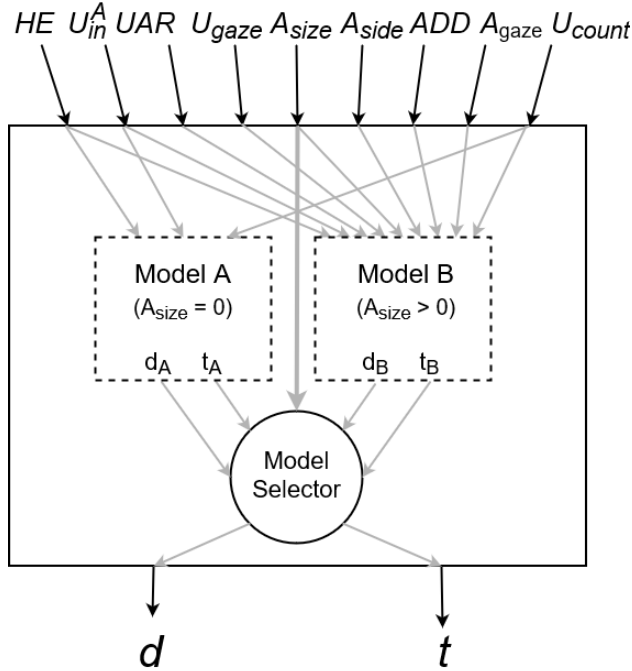 HE U_in^A UAR U_gaze A_size A_side ADD A_gaze U_count
Model A Model B
(A_size = 0) (A_size > 0)
d_A t_A d_B t_B
Model
Selector
d t